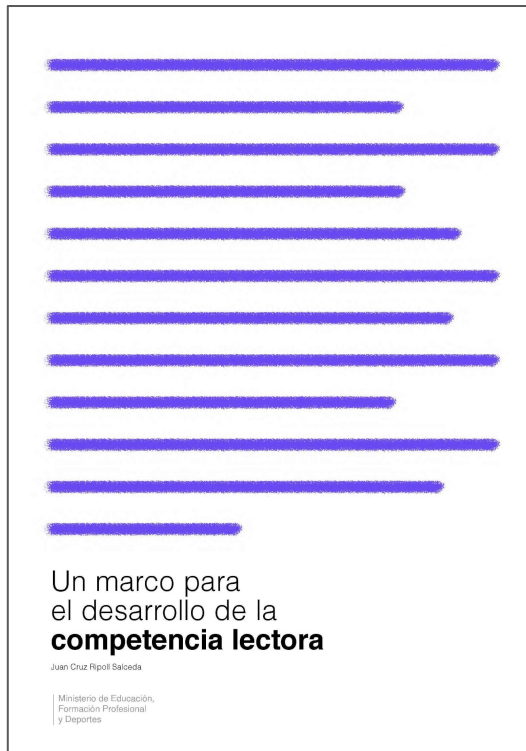 Un marco para
el desarrollo de la
competencia lectora
Juan Cruz Ripoll Salceda
Ministerio de Educación,
Formación Profesional
y Deportes